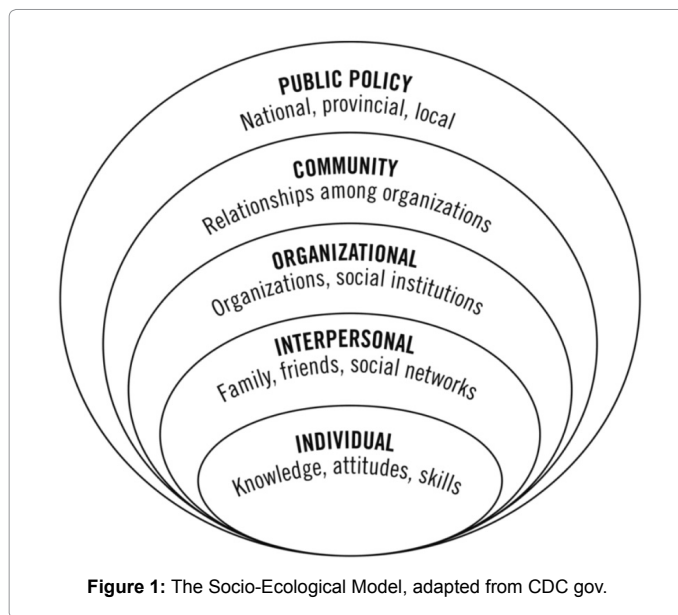 PUBLIC POLICY
National, provincial, local
COMMUNITY
Relationships among organizations
ORGANIZATIONAL
Organizations, social institutions
INTERPERSONAL
Family, friends, social networks
INDIVIDUAL
Knowledge, attitudes, skills
Figure 1: The Socio-Ecological Model, adapted from CDC gov.